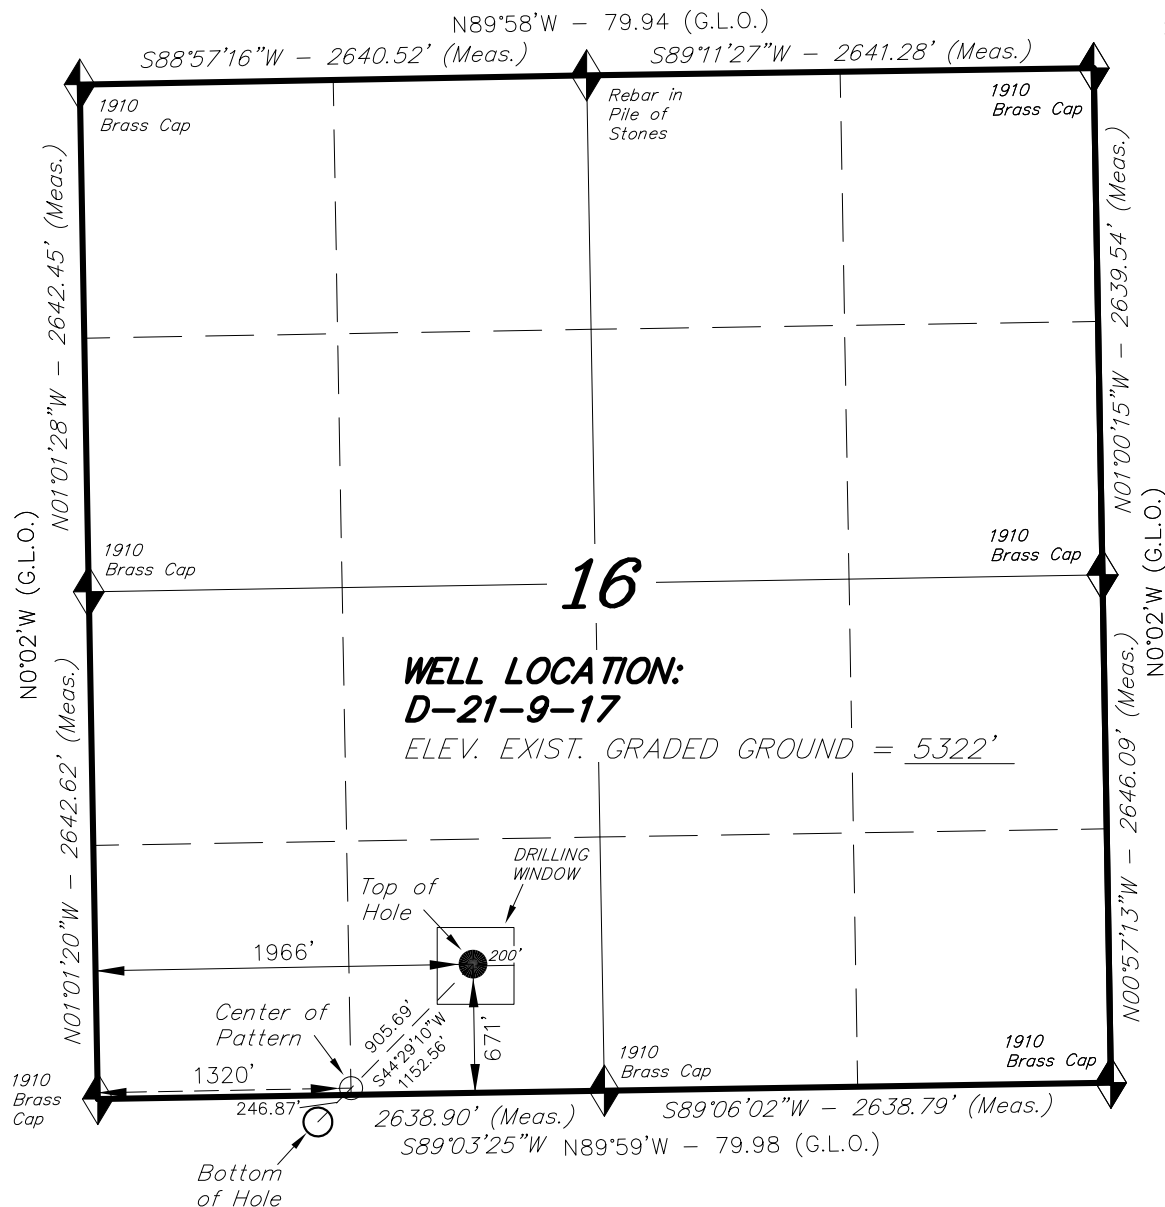 N89°58'W - 79.94 (G.L.O.)
S88°57'16"W - 2640.52' (Meas.)
S89°11'27"W - 2641.28' (Meas.)
1910
Brass Cap
Rebar in
Pile of
Stones
1910
Brass Cap
N01°01'28"W - 2642.45' (Meas.)
N01°00'15"W - 2639.54' (Meas.)
N0°02'W (G.L.O.)
N0°02'W (G.L.O.)
1910
Brass Cap
1910
Brass Cap
16
WELL LOCATION:
D-21-9-17
ELEV. EXIST. GRADED GROUND = 5322'
N01°01'20"W - 2642.62' (Meas.)
N00°57'13"W - 2646.09' (Meas.)
DRILLING
WINDOW
Top of
Hole
1966'
200'
Center of
Pattern
905.69'
S44°29'10"W
1152.56'
671'
1320'
1910
Brass Cap
1910
Brass Cap
1910
Brass
Cap
246.87'
2638.90' (Meas.)
S89°03'25"W
S89°06'02"W - 2638.79' (Meas.)
N89°59'W - 79.98 (G.L.O.)
Bottom
of Hole